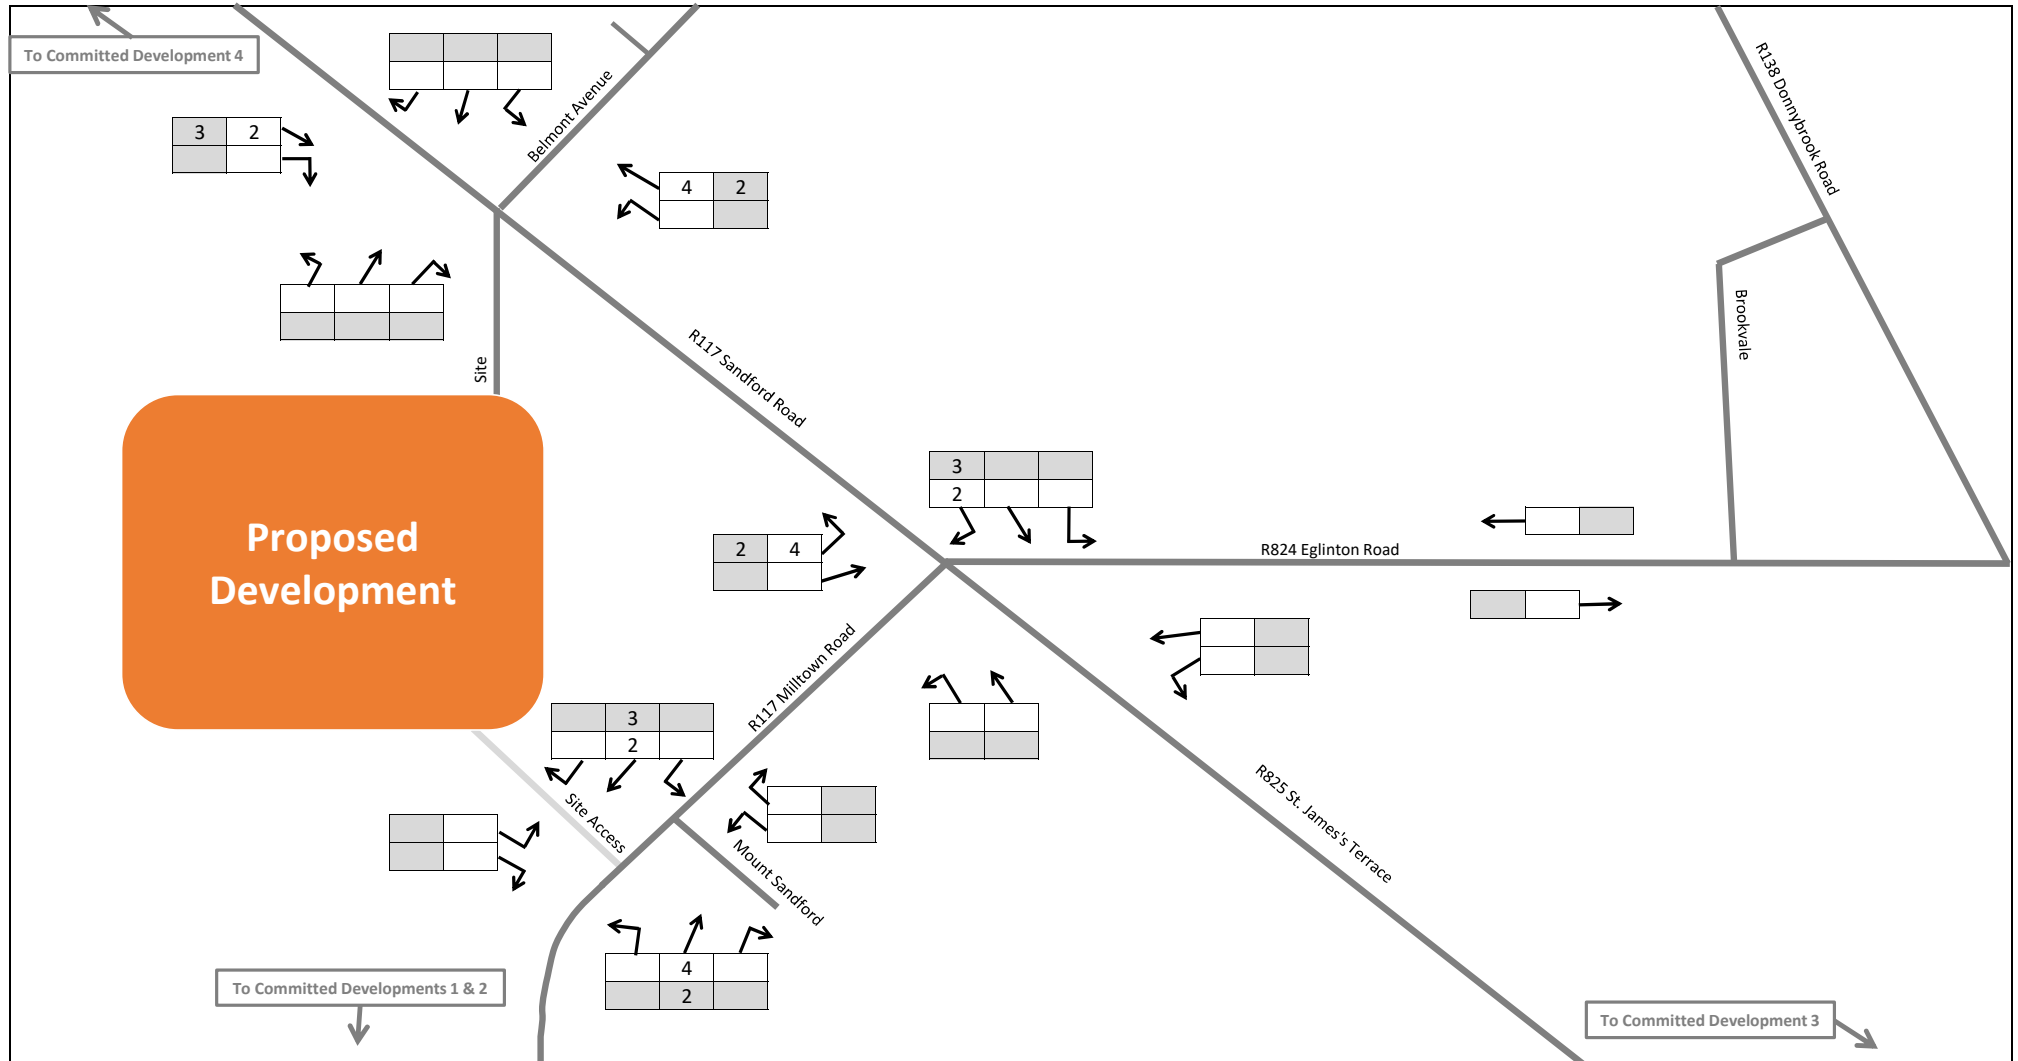 To Committed Development 4
Belmont Avenue
R138 Donnybrook Road
3 2
4 2
Brookvale
R117 Sandford Road
Site
3
2
Proposed
Development
2 4
R824 Eglinton Road
R117 Milltown Road
3
2
Site Access
Mount Sandford
R825 St. James's Terrace
4
2
To Committed Developments 1 & 2
To Committed Development 3